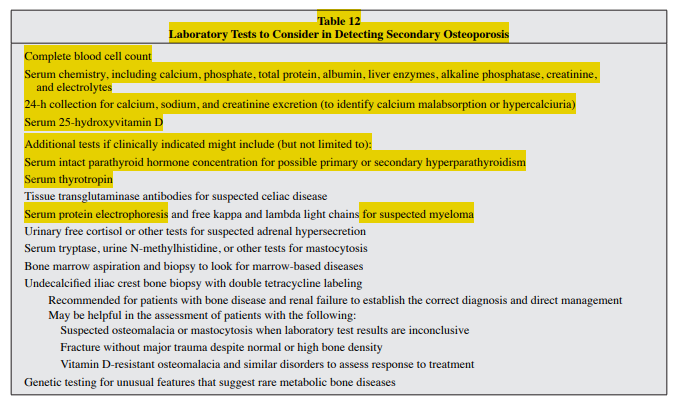 Table 12
Laboratory Tests to Consider in Detecting Secondary Osteoporosis
Complete blood cell count
Serum chemistry, including calcium, phosphate, total protein, albumin, liver enzymes, alkaline phosphatase, creatinine,
and electrolytes
24-h collection for calcium, sodium, and creatinine excretion (to identify calcium malabsorption or hypercalciuria)
Serum 25-hydroxyvitamin D
Additional tests if clinically indicated might include (but not limited to):
Serum intact parathyroid hormone concentration for possible primary or secondary hyperparathyroidism
Serum thyrotropin
Tissue transglutaminase antibodies for suspected celiac disease
Serum protein electrophoresis and free kappa and lambda light chains for suspected myeloma
Urinary free cortisol or other tests for suspected adrenal hypersecretion
Serum tryptase, urine N-methylhistidine, or other tests for mastocytosis
Bone marrow aspiration and biopsy to look for marrow-based diseases
Undecalcified iliac crest bone biopsy with double tetracycline labeling
Recommended for patients with bone disease and renal failure to establish the correct diagnosis and direct management
May be helpful in the assessment of patients with the following:
Suspected osteomalacia or mastocytosis when laboratory test results are inconclusive
Fracture without major trauma despite normal or high bone density
Vitamin D-resistant osteomalacia and similar disorders to assess response to treatment
Genetic testing for unusual features that suggest rare metabolic bone diseases